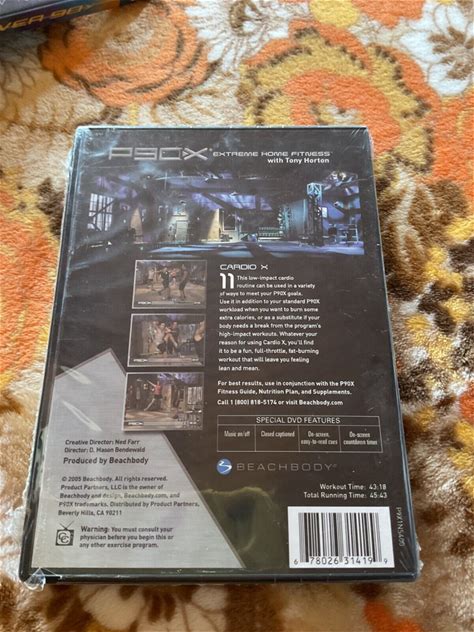 VER 90
P90X EXTREME HOME FITNESS
with Tony Horton
CARDIO X
11 This low-impact cardio
routine can be used in a variety
of ways to meet your P90X goals.
Use it in addition to your standard P90X
workload when you want to burn some
extra calories, or as a substitute if your
body needs a break from the program's
high-impact workouts. Whatever your
reason for using Cardio X, you'll find
it to be a fun, full-throttle, fat-burning
workout that will leave you feeling
lean and mean.
For best results, use in conjunction with the P90X
Fitness Guide, Nutrition Plan, and Supplements.
Call 1 (800) 818-5174 or visit Beachbody.com.
SPECIAL DVD FEATURES
Music on/off
Closed captioned
On-screen,
easy-to-read cues
On-screen
countdown timer
Creative Director: Ned Farr
Director: O. Mason Bendewald
Produced by Beachbody
BEACHBODY
Workout Time: 43:18
Total Running Time: 45:43
© 2005 Beachbody. All rights reserved.
Product Partners, LLC is the owner of
Beachbody and design, Beachbody.com, and
P90X trademarks. Distributed by Product Partners,
Beverly Hills, CA 90211
CC
Warning: You must consult your
physician before you begin this or
any other exercise program.
6 78026 31419 9